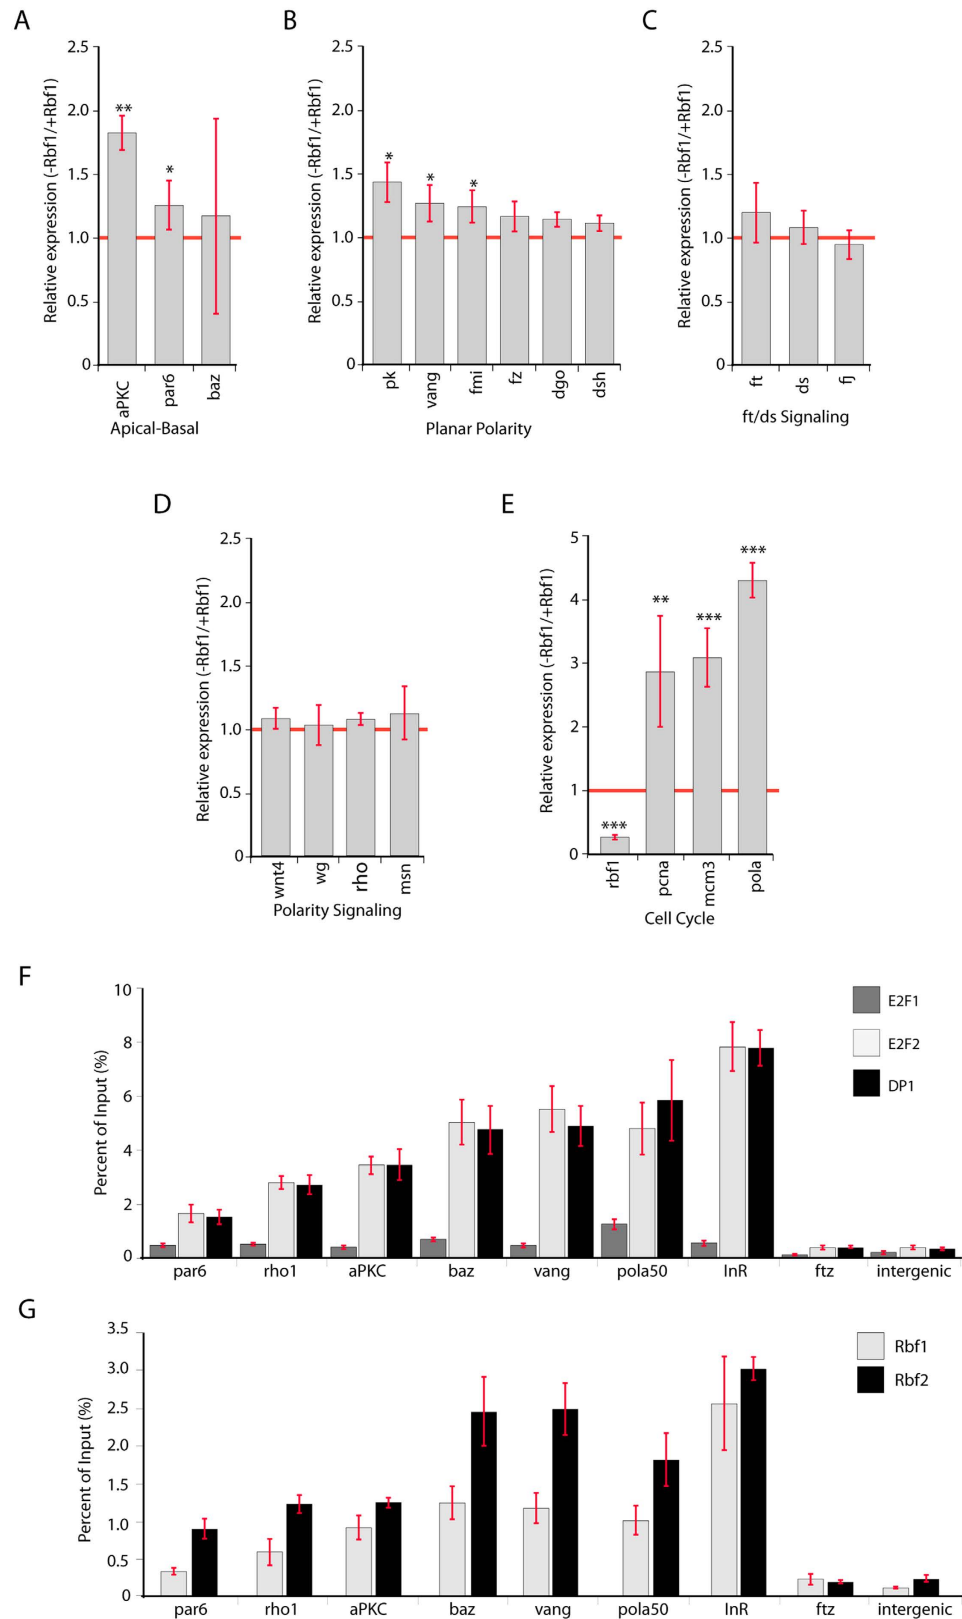 A
B
C
Relative expression (-Rbf1/+Rbf1)
2.5
2.0
1.5
1.0
0.5
0
**
*
aPKC
par6
baz
Apical-Basal
Relative expression (-Rbf1/+Rbf1)
2.5
2.0
1.5
1.0
0.5
0
*
*
*
pk
vang
fmi
fz
dgo
dsh
Planar Polarity
Relative expression (-Rbf1/+Rbf1)
2.5
2.0
1.5
1.0
0.5
0
ft
ds
fj
ft/ds Signaling
D
E
Relative expression (-Rbf1/+Rbf1)
2.5
2.0
1.5
1.0
0.5
0
wnt4
wg
rho
msn
Polarity Signaling
Relative expression (-Rbf1/+Rbf1)
5
4
3
2
1
0
***
**
***
***
rbf1
pcna
mcm3
pola
Cell Cycle
F
Percent of Input (%)
10
8
6
4
2
0
E2F1
E2F2
DP1
par6 rho1 aPKC baz vang pola50 InR ftz intergenic
G
Percent of Input (%)
3.5
3.0
2.5
2.0
1.5
1.0
0.5
0
Rbf1
Rbf2
par6 rho1 aPKC baz vang pola50 InR ftz intergenic